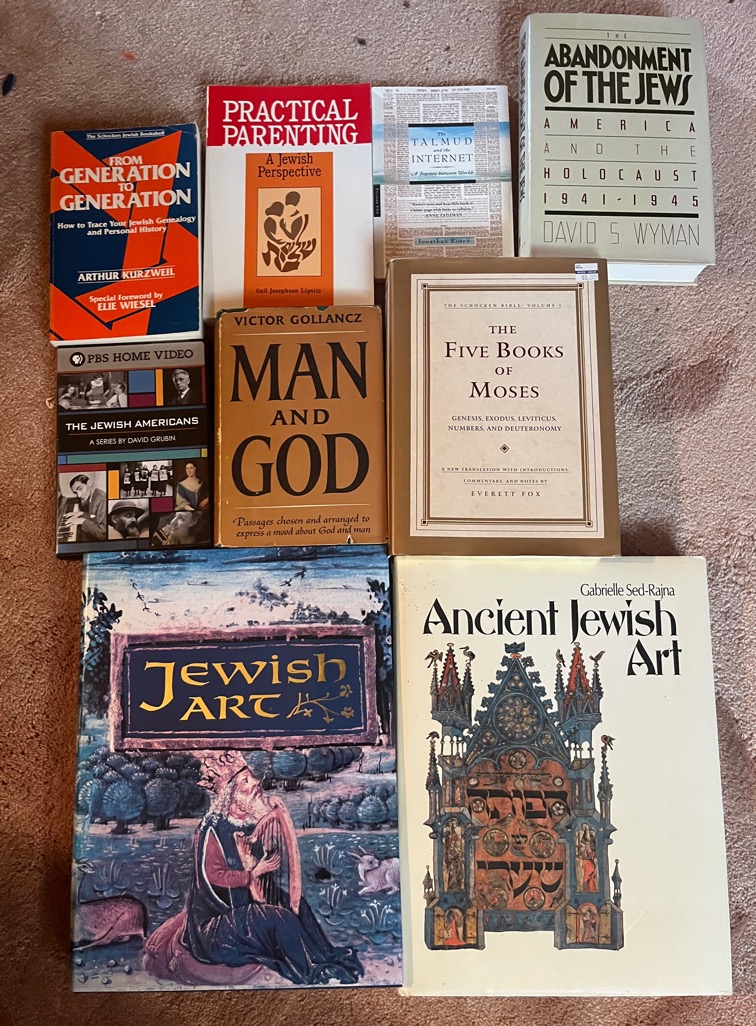 The Schocken Jewish Bookshelf
FROM
GENERATION
TO
GENERATION
How to Trace Your Jewish Genealogy
and Personal History
ARTHUR KURZWEIL
Special Foreword by
ELIE WIESEL
PRACTICAL
PARENTING
A Jewish
Perspective
Gail Josephson Lipsitz
The
TALMUD
and the
INTERNET
A Journey between Worlds
ANNE FADIMAN
Jonathan Rosen
THE
ABANDONMENT
OF THE JEWS
AMERICA
AND THE
HOLOCAUST
1941-1945
DAVID S. WYMAN
PBS HOME VIDEO
THE JEWISH AMERICANS
A SERIES BY DAVID GRUBIN
VICTOR GOLLANCZ
MAN
AND
GOD
Passages chosen and arranged to
express a mood about God and man
THE SCHOCKEN BIBLE: VOLUME I
THE
FIVE BOOKS
OF
MOSES
GENESIS, EXODUS, LEVITICUS,
NUMBERS, AND DEUTERONOMY
A NEW TRANSLATION WITH INTRODUCTIONS,
COMMENTARY, AND NOTES BY
EVERETT FOX
JEWISH
ART
Gabrielle Sed-Rajna
Ancient Jewish
Art
שערי